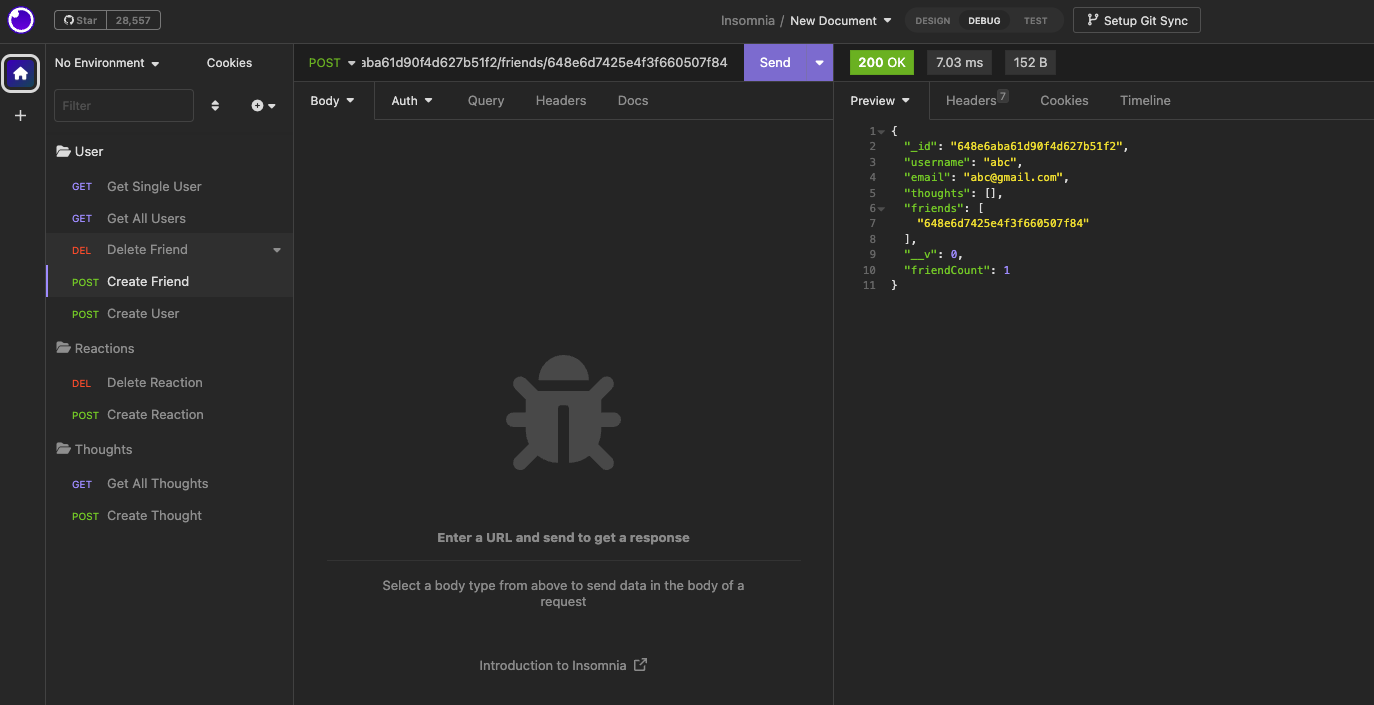 Star 28,557
Insomnia / New Document
DESIGN DEBUG TEST
Setup Git Sync
No Environment
Cookies
Filter
User
GET Get Single User
GET Get All Users
DEL Delete Friend
POST Create Friend
POST Create User
Reactions
DEL Delete Reaction
POST Create Reaction
Thoughts
GET Get All Thoughts
POST Create Thought
POST aba61d90f4d627b51f2/friends/648e6d7425e4f3f660507f84 Send
Body Auth Query Headers Docs
Enter a URL and send to get a response
Select a body type from above to send data in the body of a
request
Introduction to Insomnia
200 OK 7.03 ms 152 B
Preview Headers 7 Cookies Timeline
1 {
2 "_id": "648e6aba61d90f4d627b51f2",
3 "username": "abc",
4 "email": "abc@gmail.com",
5 "thoughts": [],
6 "friends": [
7 "648e6d7425e4f3f660507f84"
8 ],
9 "__v": 0,
10 "friendCount": 1
11 }